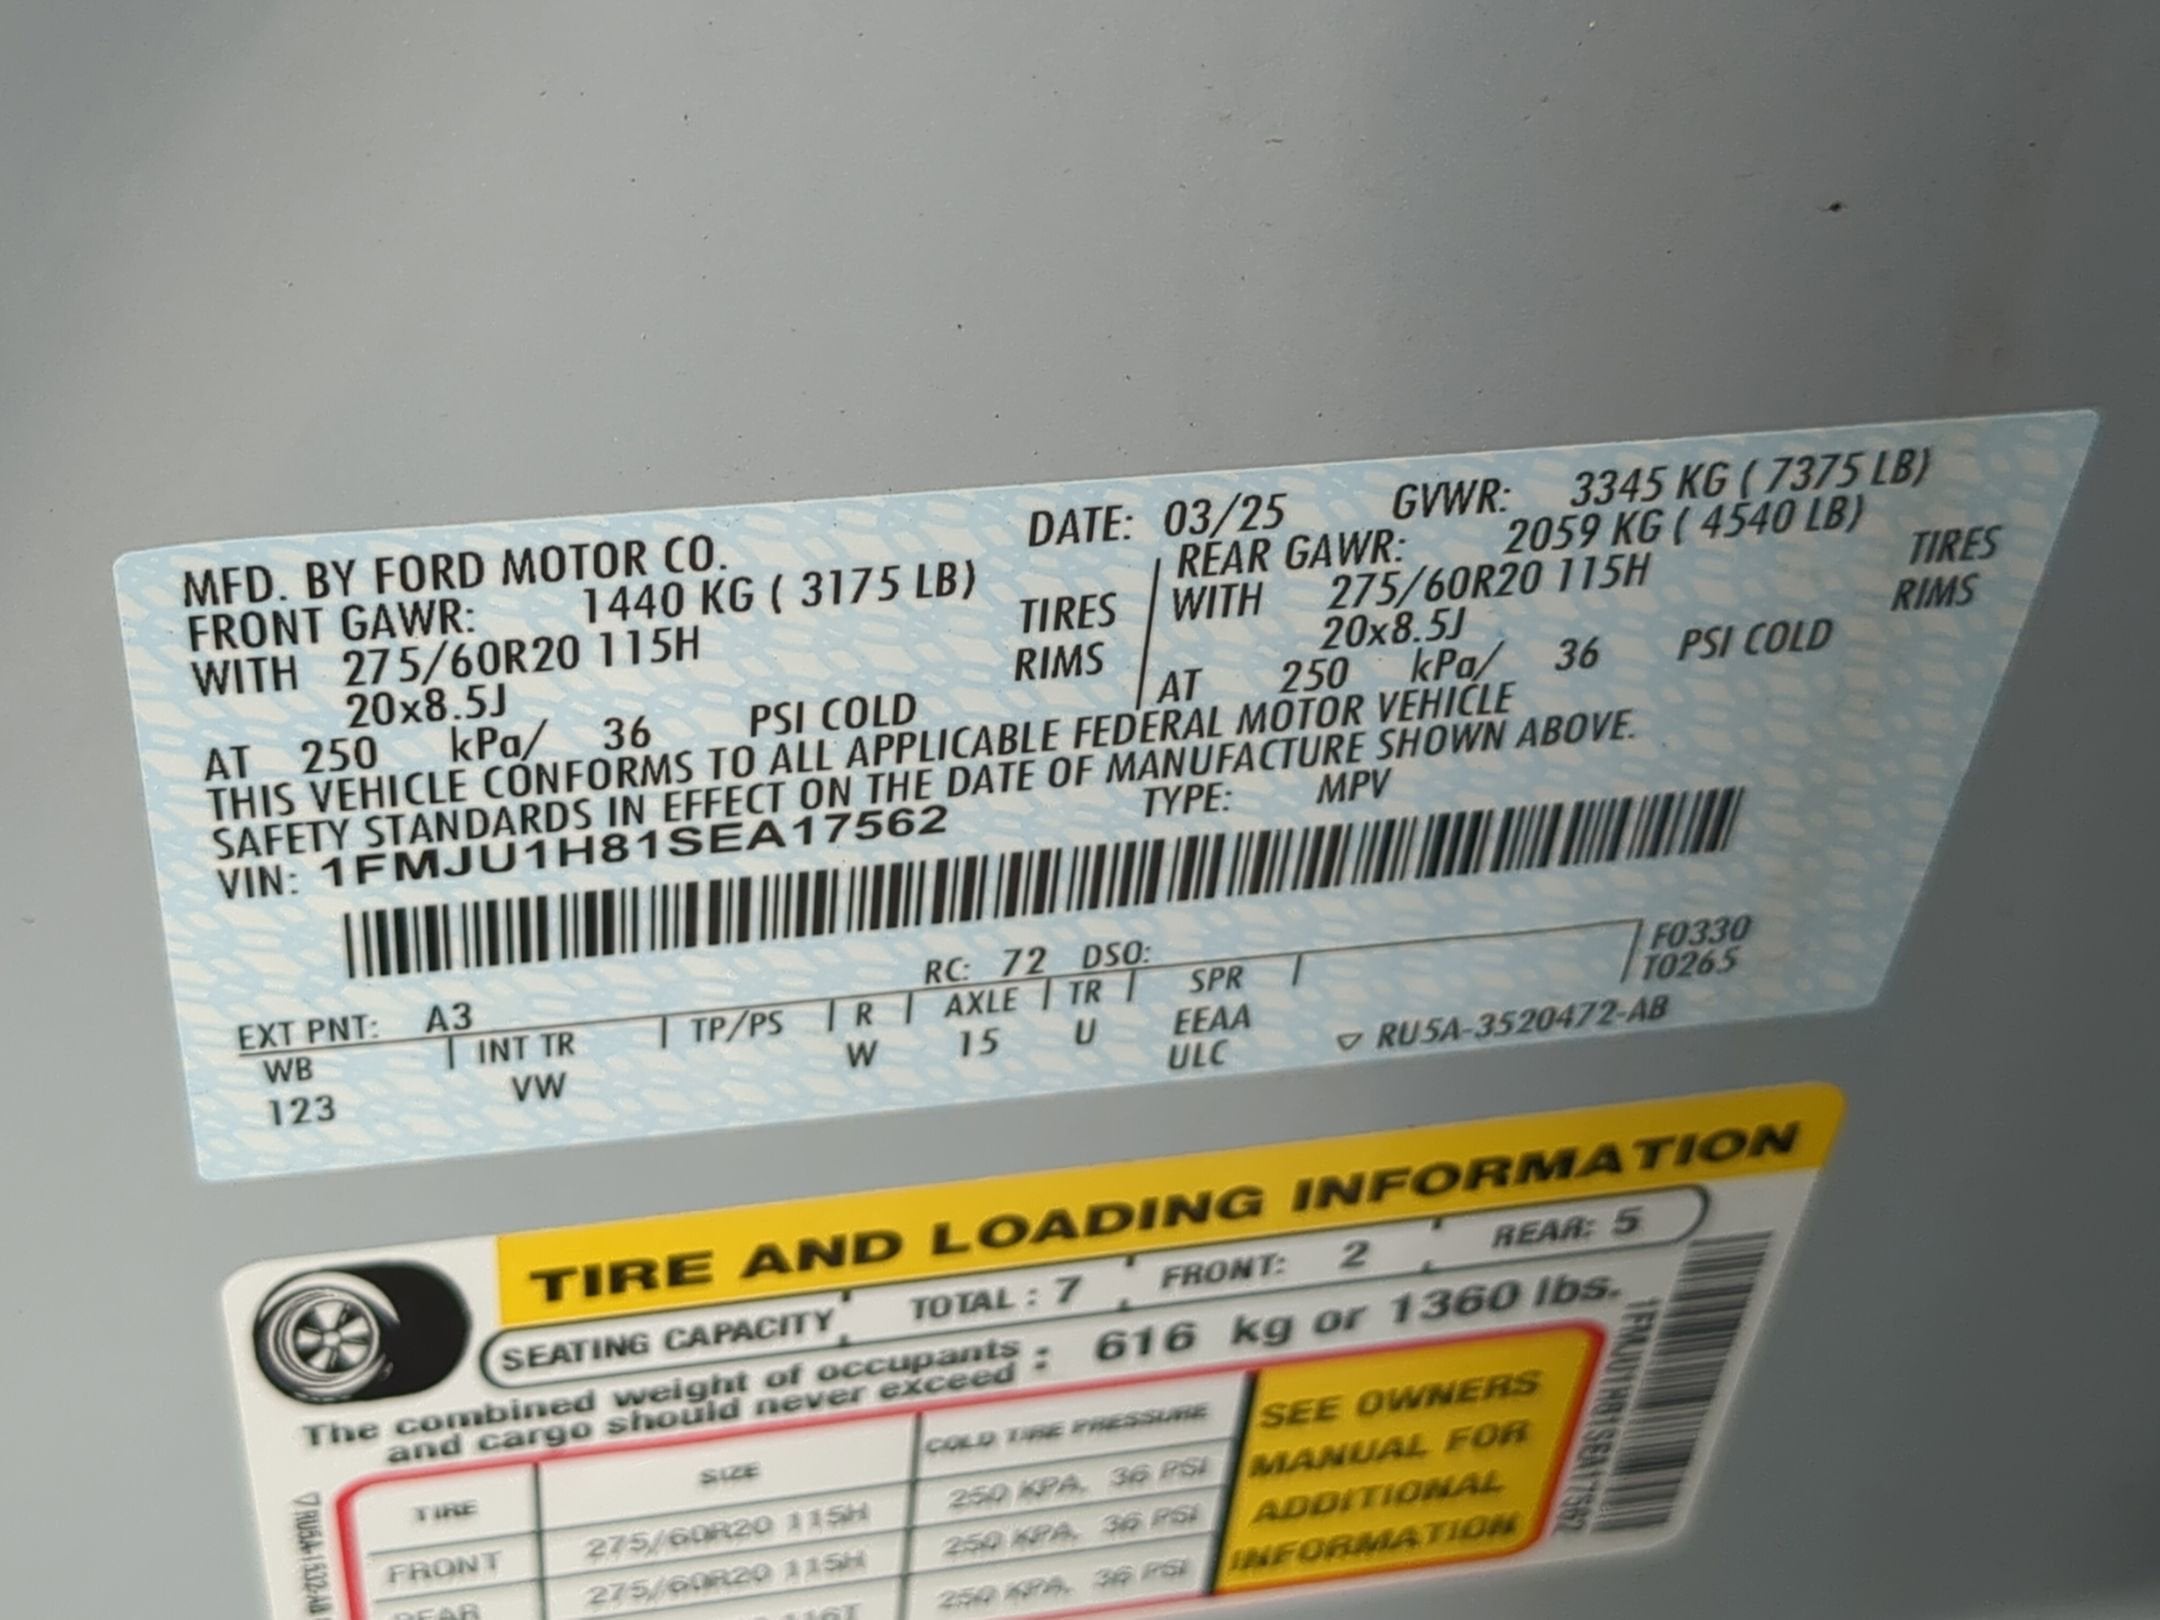 MFD. BY FORD MOTOR CO.
DATE: 03/25 GVWR: 3345 KG ( 7375 LB)
FRONT GAWR: 1440 KG ( 3175 LB)
WITH 275/60R20 115H TIRES
20x8.5J RIMS
AT 250 kPa/ 36 PSI COLD
REAR GAWR: 2059 KG ( 4540 LB)
WITH 275/60R20 115H TIRES
20x8.5J RIMS
AT 250 kPa/ 36 PSI COLD
THIS VEHICLE CONFORMS TO ALL APPLICABLE FEDERAL MOTOR VEHICLE
SAFETY STANDARDS IN EFFECT ON THE DATE OF MANUFACTURE SHOWN ABOVE.
VIN: 1FMJU1H81SEA17562 TYPE: MPV
F0330
T0265
EXT PNT: A3 RC: 72 DSO:
WB INT TR TP/PS R AXLE TR SPR
123 VW W 15 U EEAA
ULC
RU5A-3520472-AB
TIRE AND LOADING INFORMATION
SEATING CAPACITY TOTAL : 7 FRONT: 2 REAR: 5
The combined weight of occupants
and cargo should never exceed : 616 kg or 1360 lbs.
TIRE SIZE COLD TIRE PRESSURE
FRONT 275/60R20 115H 250 KPA, 36 PSI
REAR 275/60R20 115H 250 KPA, 36 PSI
116T 250 KPA, 36 PSI
SEE OWNERS
MANUAL FOR
ADDITIONAL
INFORMATION
1FMJU1H81SEA17562